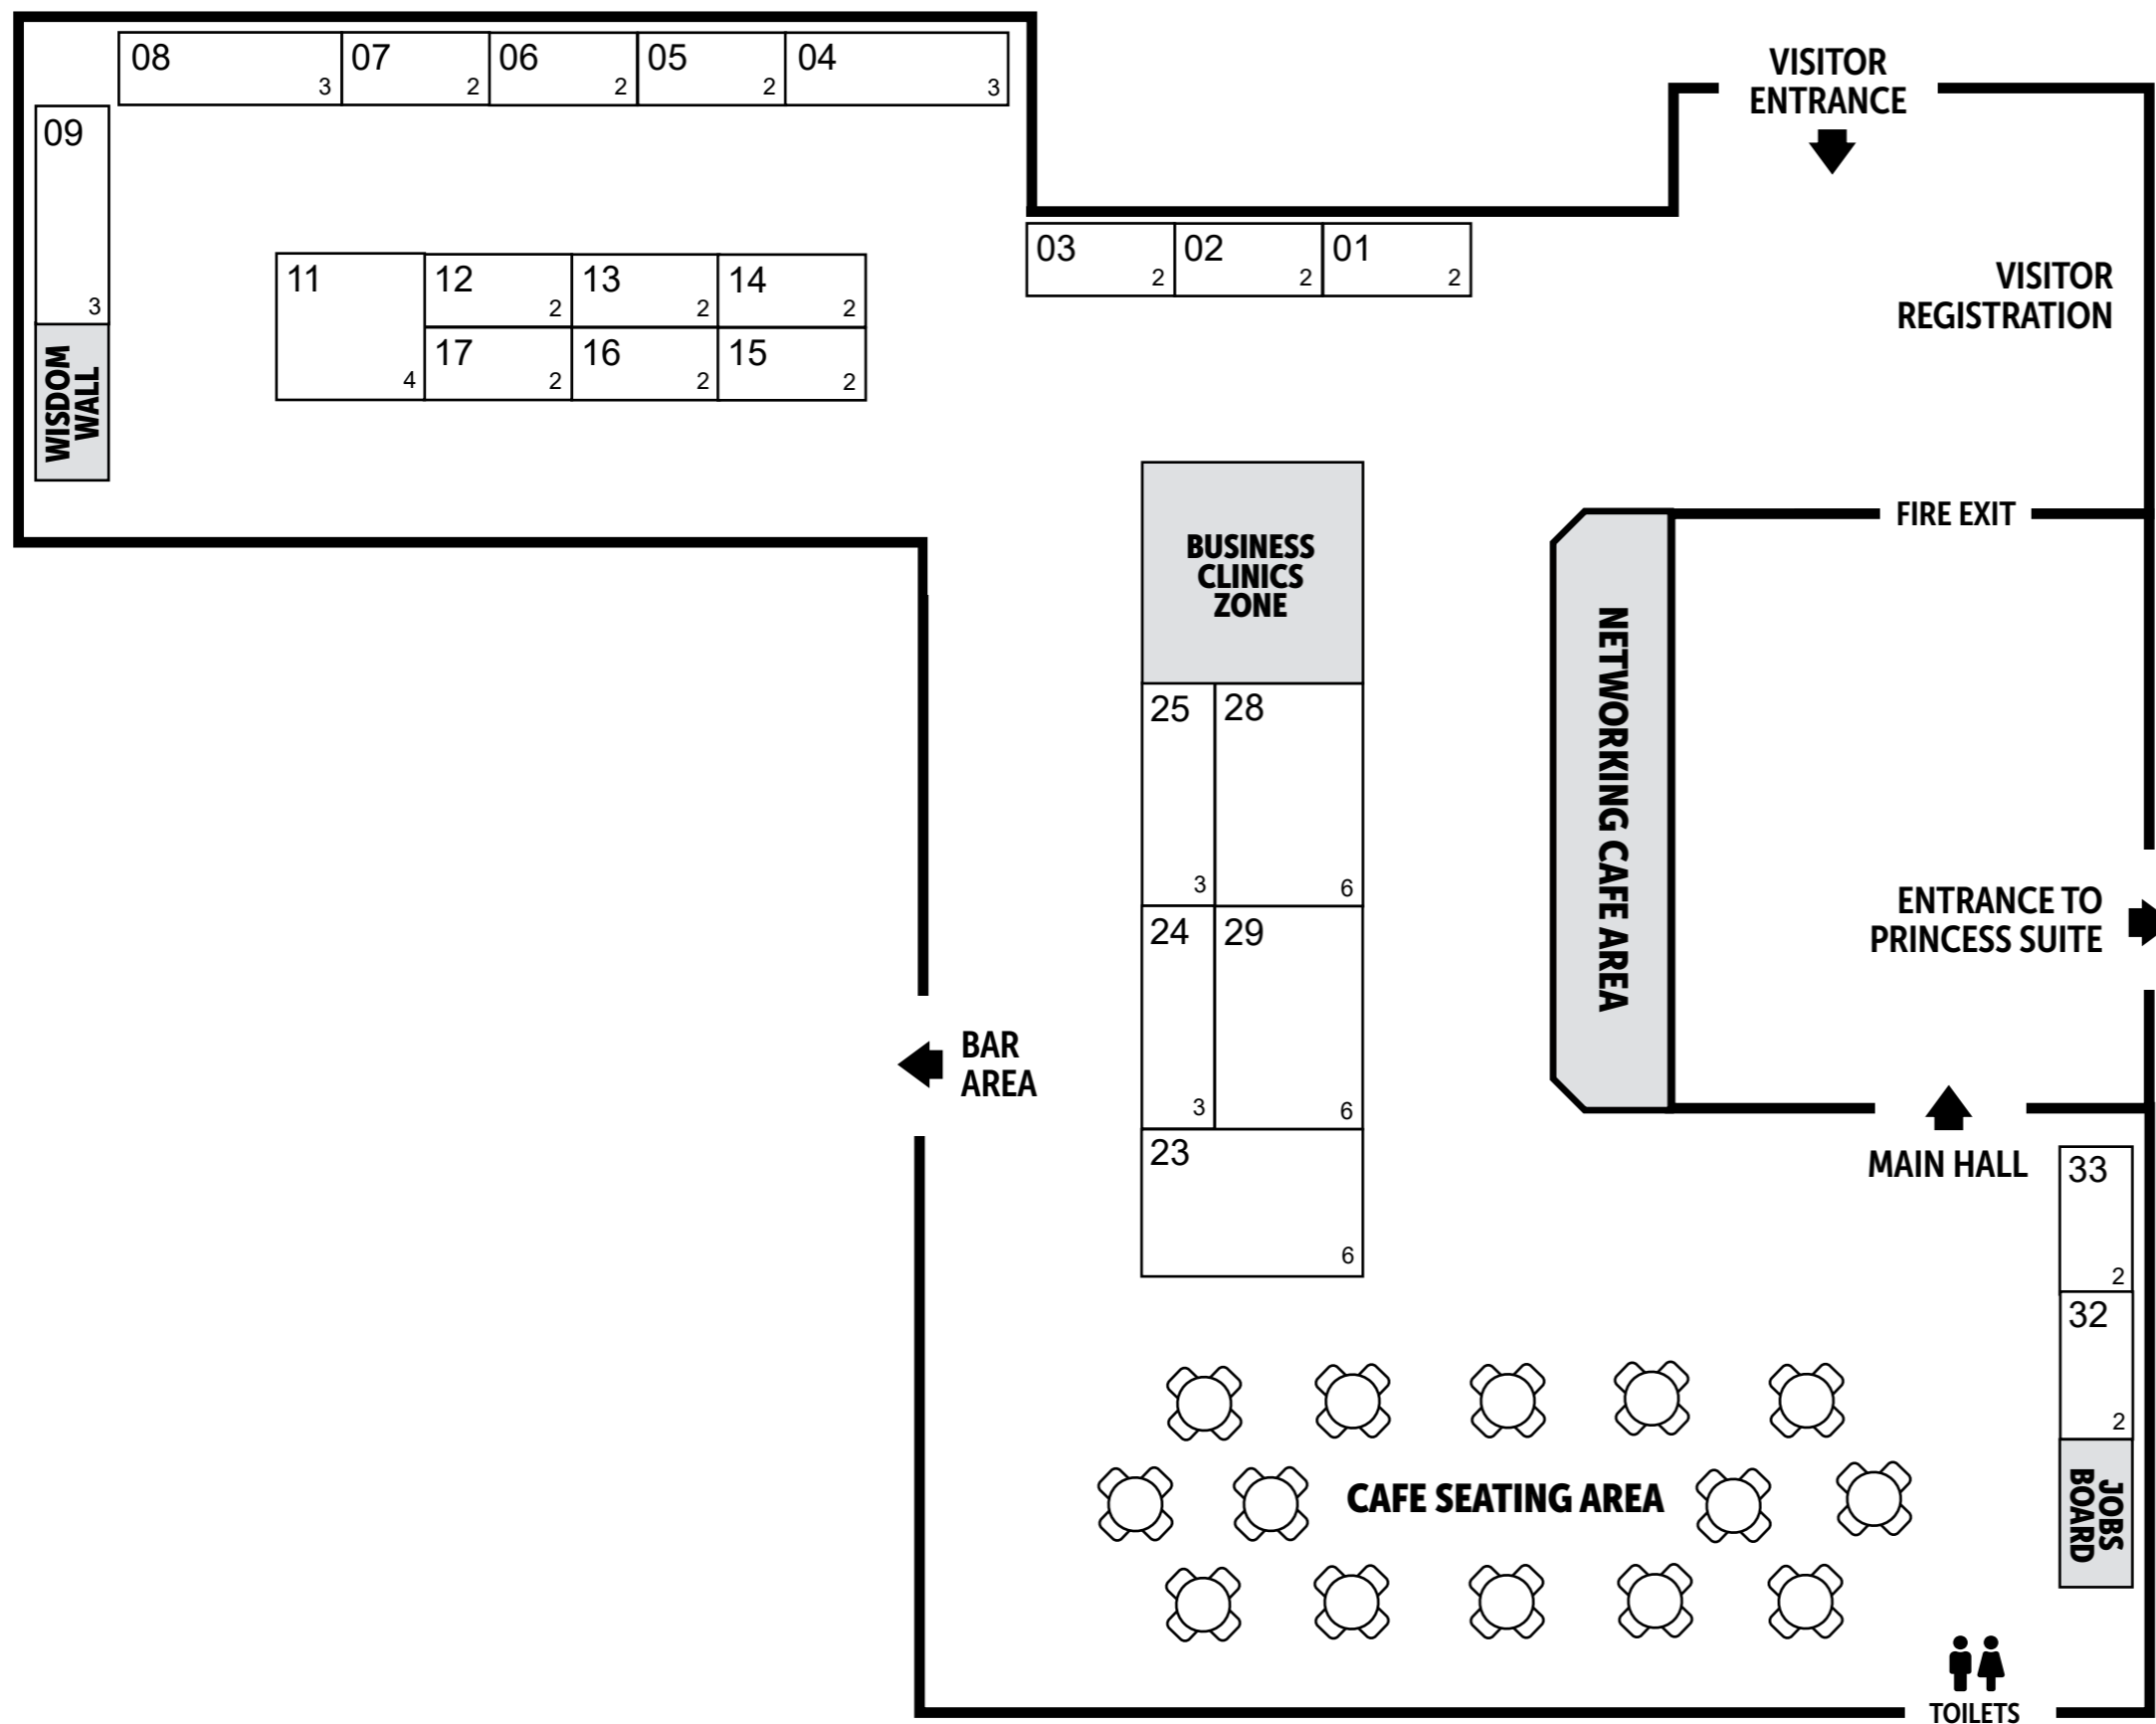 08
3
07
2
06
2
05
2
04
3
VISITOR
ENTRANCE
09
3
WISDOM
WALL
03
2
02
2
01
2
VISITOR
REGISTRATION
11
4
12
2
13
2
14
2
17
2
16
2
15
2
BUSINESS
CLINICS
ZONE
FIRE EXIT
NETWORKING CAFE AREA
25
3
28
6
24
3
29
6
23
6
ENTRANCE TO
PRINCESS SUITE
BAR
AREA
MAIN HALL
33
2
32
2
JOBS
BOARD
CAFE SEATING AREA
TOILETS